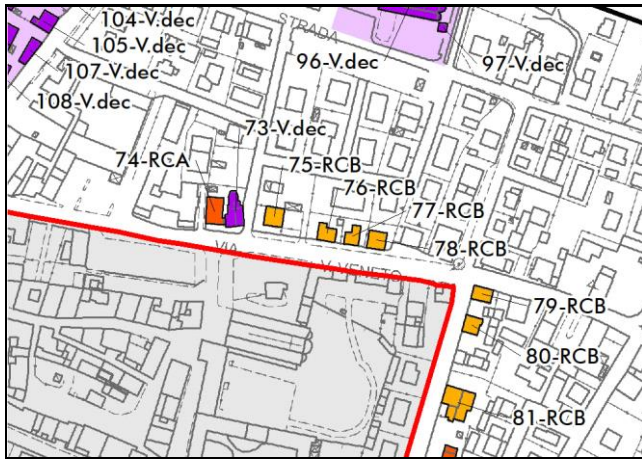 104-V.dec
STRADA
105-V.dec
96-V.dec
97-V.dec
107-V.dec
108-V.dec
73-V.dec
74-RCA
75-RCB
76-RCB
77-RCB
78-RCB
VIA V. VENETO
79-RCB
80-RCB
81-RCB